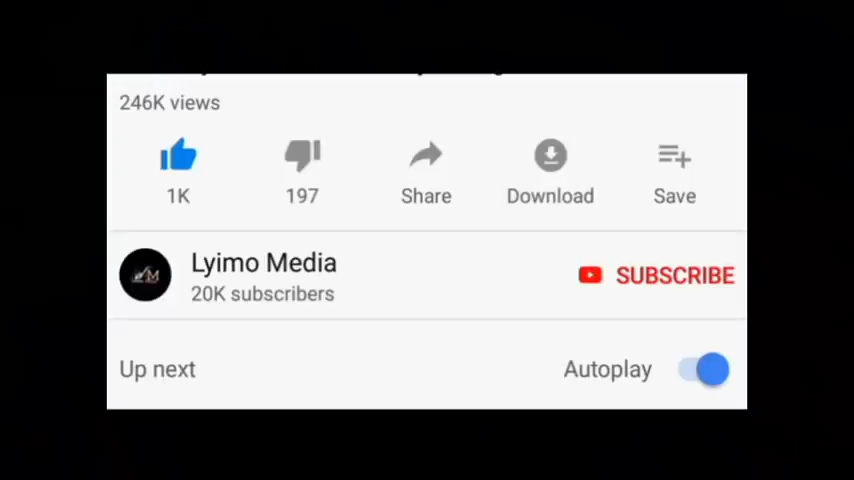 246K views
1K 197 Share Download Save
Lyimo Media
20K subscribers
SUBSCRIBE
Up next
Autoplay